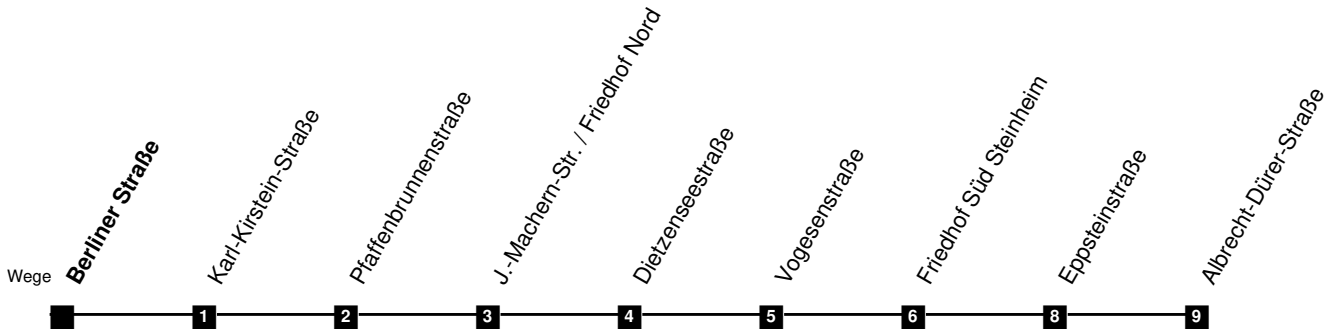 Wege
Berliner Straße
Karl-Kirstein-Straße
Pfaffenbrunnenstraße
J.-Machern-Str. / Friedhof Nord
Dietzenseestraße
Vogesenstraße
Friedhof Süd Steinheim
Eppsteinstraße
Albrecht-Dürer-Straße
1 2 3 4 5 6 8 9